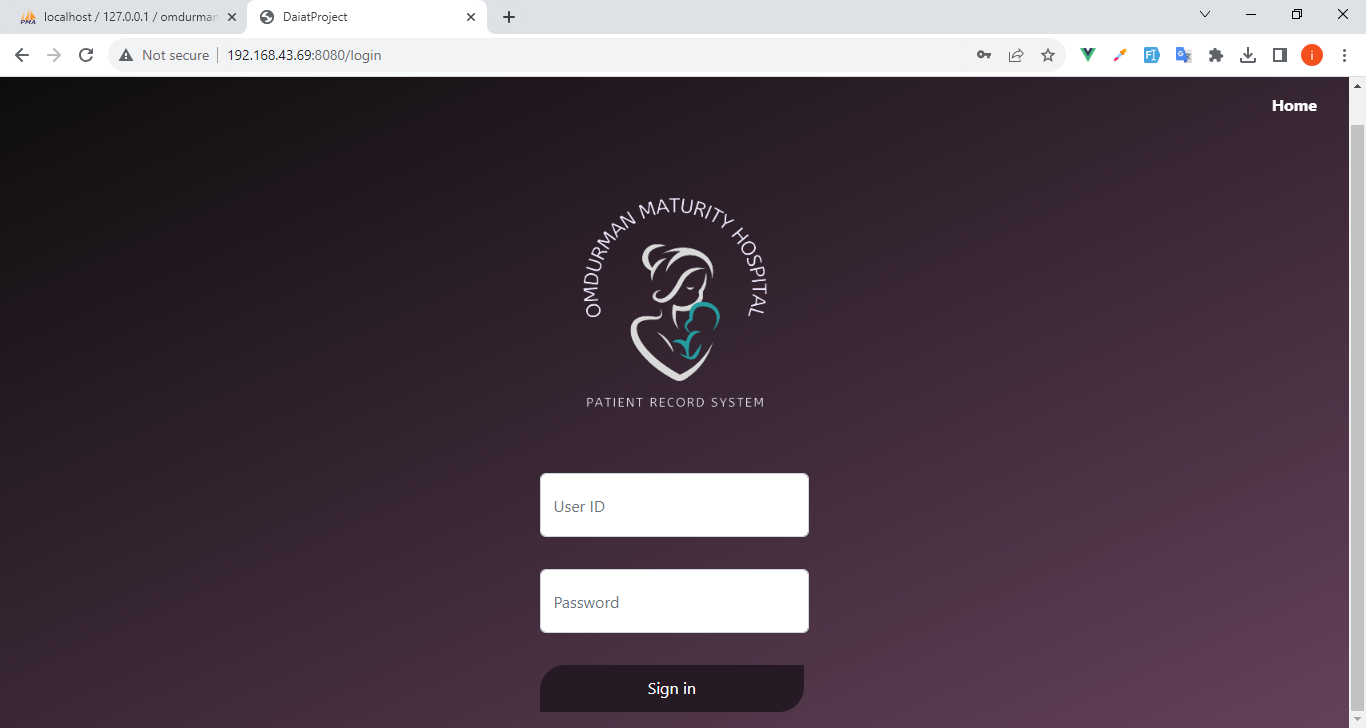 localhost / 127.0.0.1 / omdurman
DaiatProject
Not secure
192.168.43.69:8080/login
Home
OMDURMAN MATURITY HOSPITAL
PATIENT RECORD SYSTEM
User ID
Password
Sign in